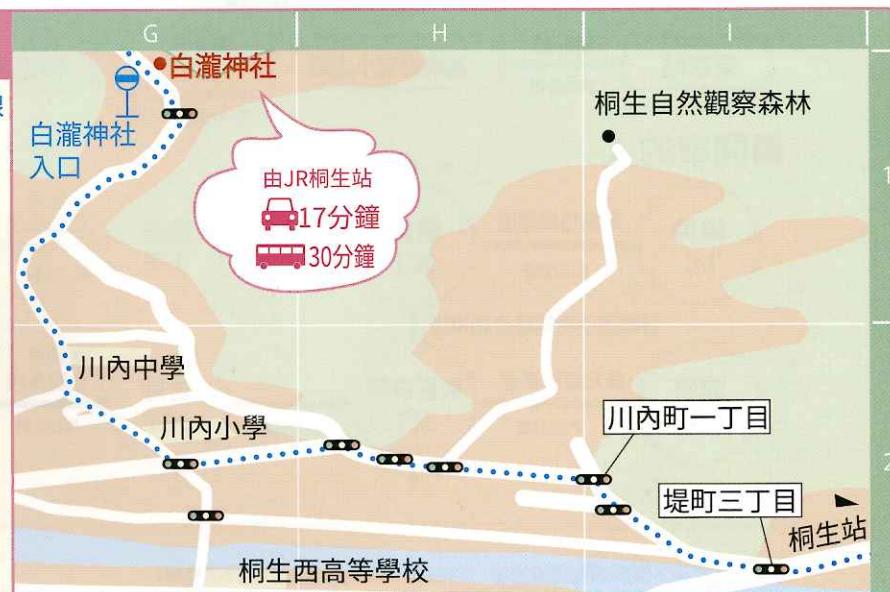 G
H
I
白瀧神社
白瀧神社
入口
桐生自然觀察森林
由JR桐生站
17分鐘
30分鐘
1
川內中學
川內小學
川內町一丁目
2
堤町三丁目
桐生站
桐生西高等學校